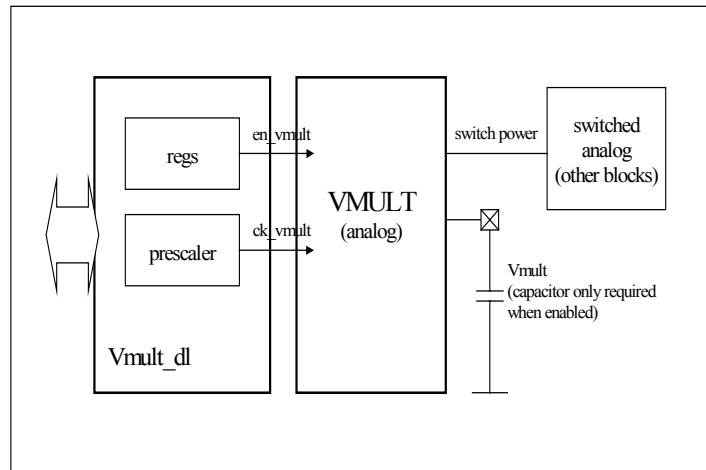 en_vmult
regs
ck_vmult
prescaler
Vmult_dl
VMULT
(analog)
switch power
switched
analog
(other blocks)
Vmult
(capacitor only required
when enabled)